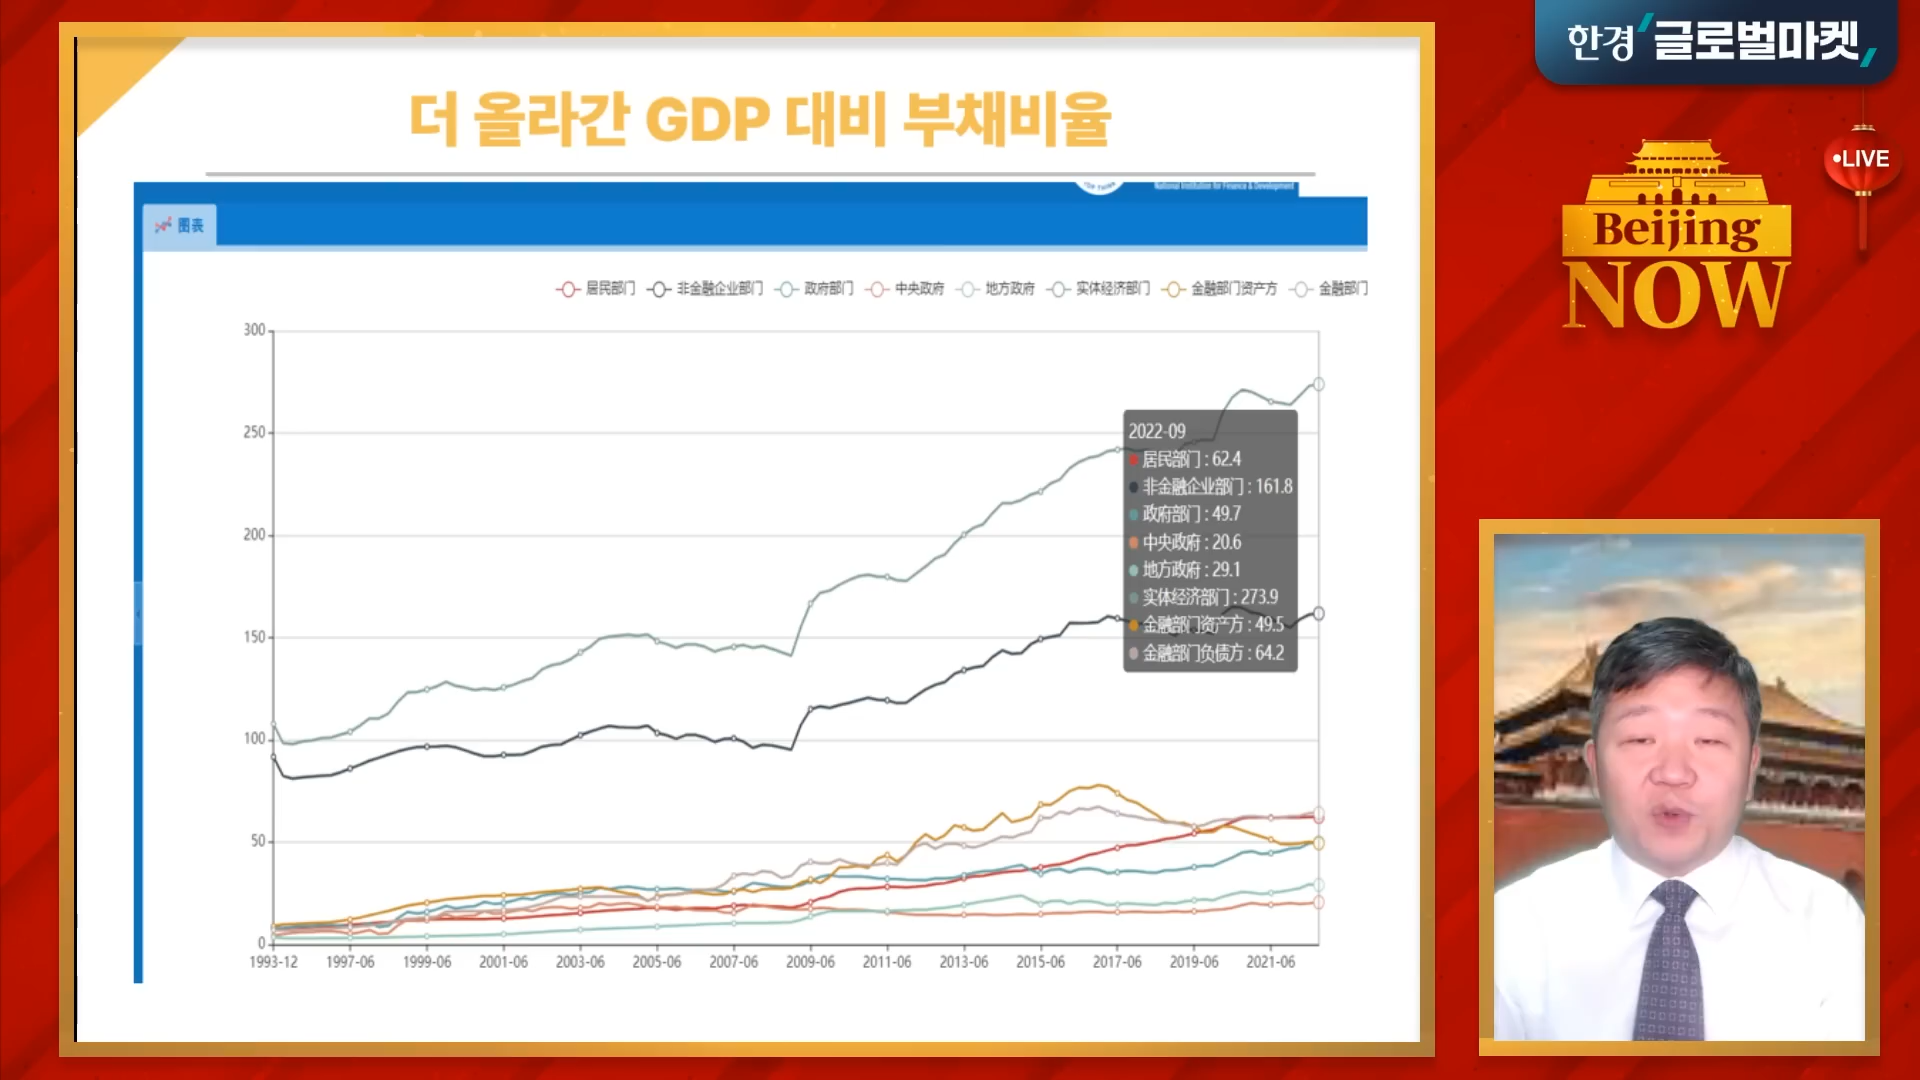 더 올라간 GDP 대비 부채비율
National Institution for Finance & Development
图表
居民部门 非金融企业部门 政府部门 中央政府 地方政府 实体经济部门 金融部门资产方 金融部门
300
250
200
150
100
50
0
1993-12 1997-06 1999-06 2001-06 2003-06 2005-06 2007-06 2009-06 2011-06 2013-06 2015-06 2017-06 2019-06 2021-06
2022-09
居民部门 : 62.4
非金融企业部门 : 161.8
政府部门 : 49.7
中央政府 : 20.6
地方政府 : 29.1
实体经济部门 : 273.9
金融部门资产方 : 49.5
金融部门负债方 : 64.2
한경 글로벌마켓
•LIVE
Beijing
NOW